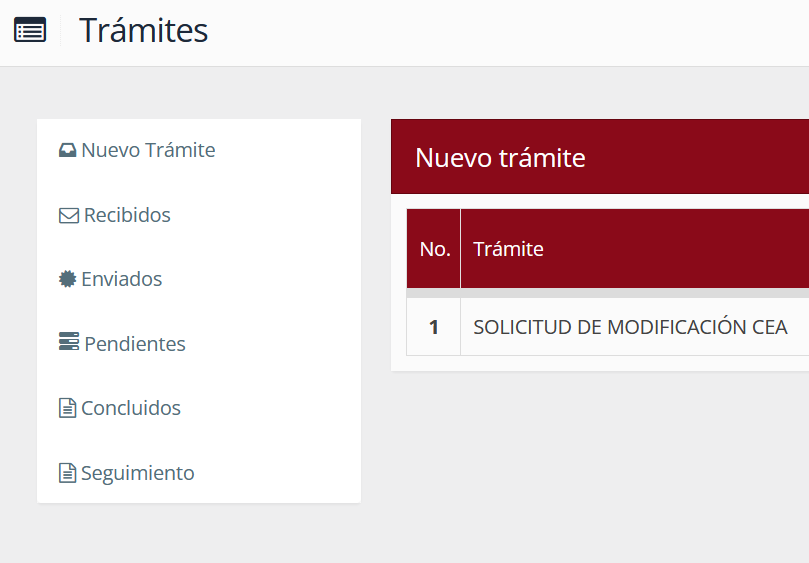 Trámites
Nuevo Trámite
Recibidos
Enviados
Pendientes
Concluidos
Seguimiento
Nuevo trámite
No. Trámite
1 SOLICITUD DE MODIFICACIÓN CEA